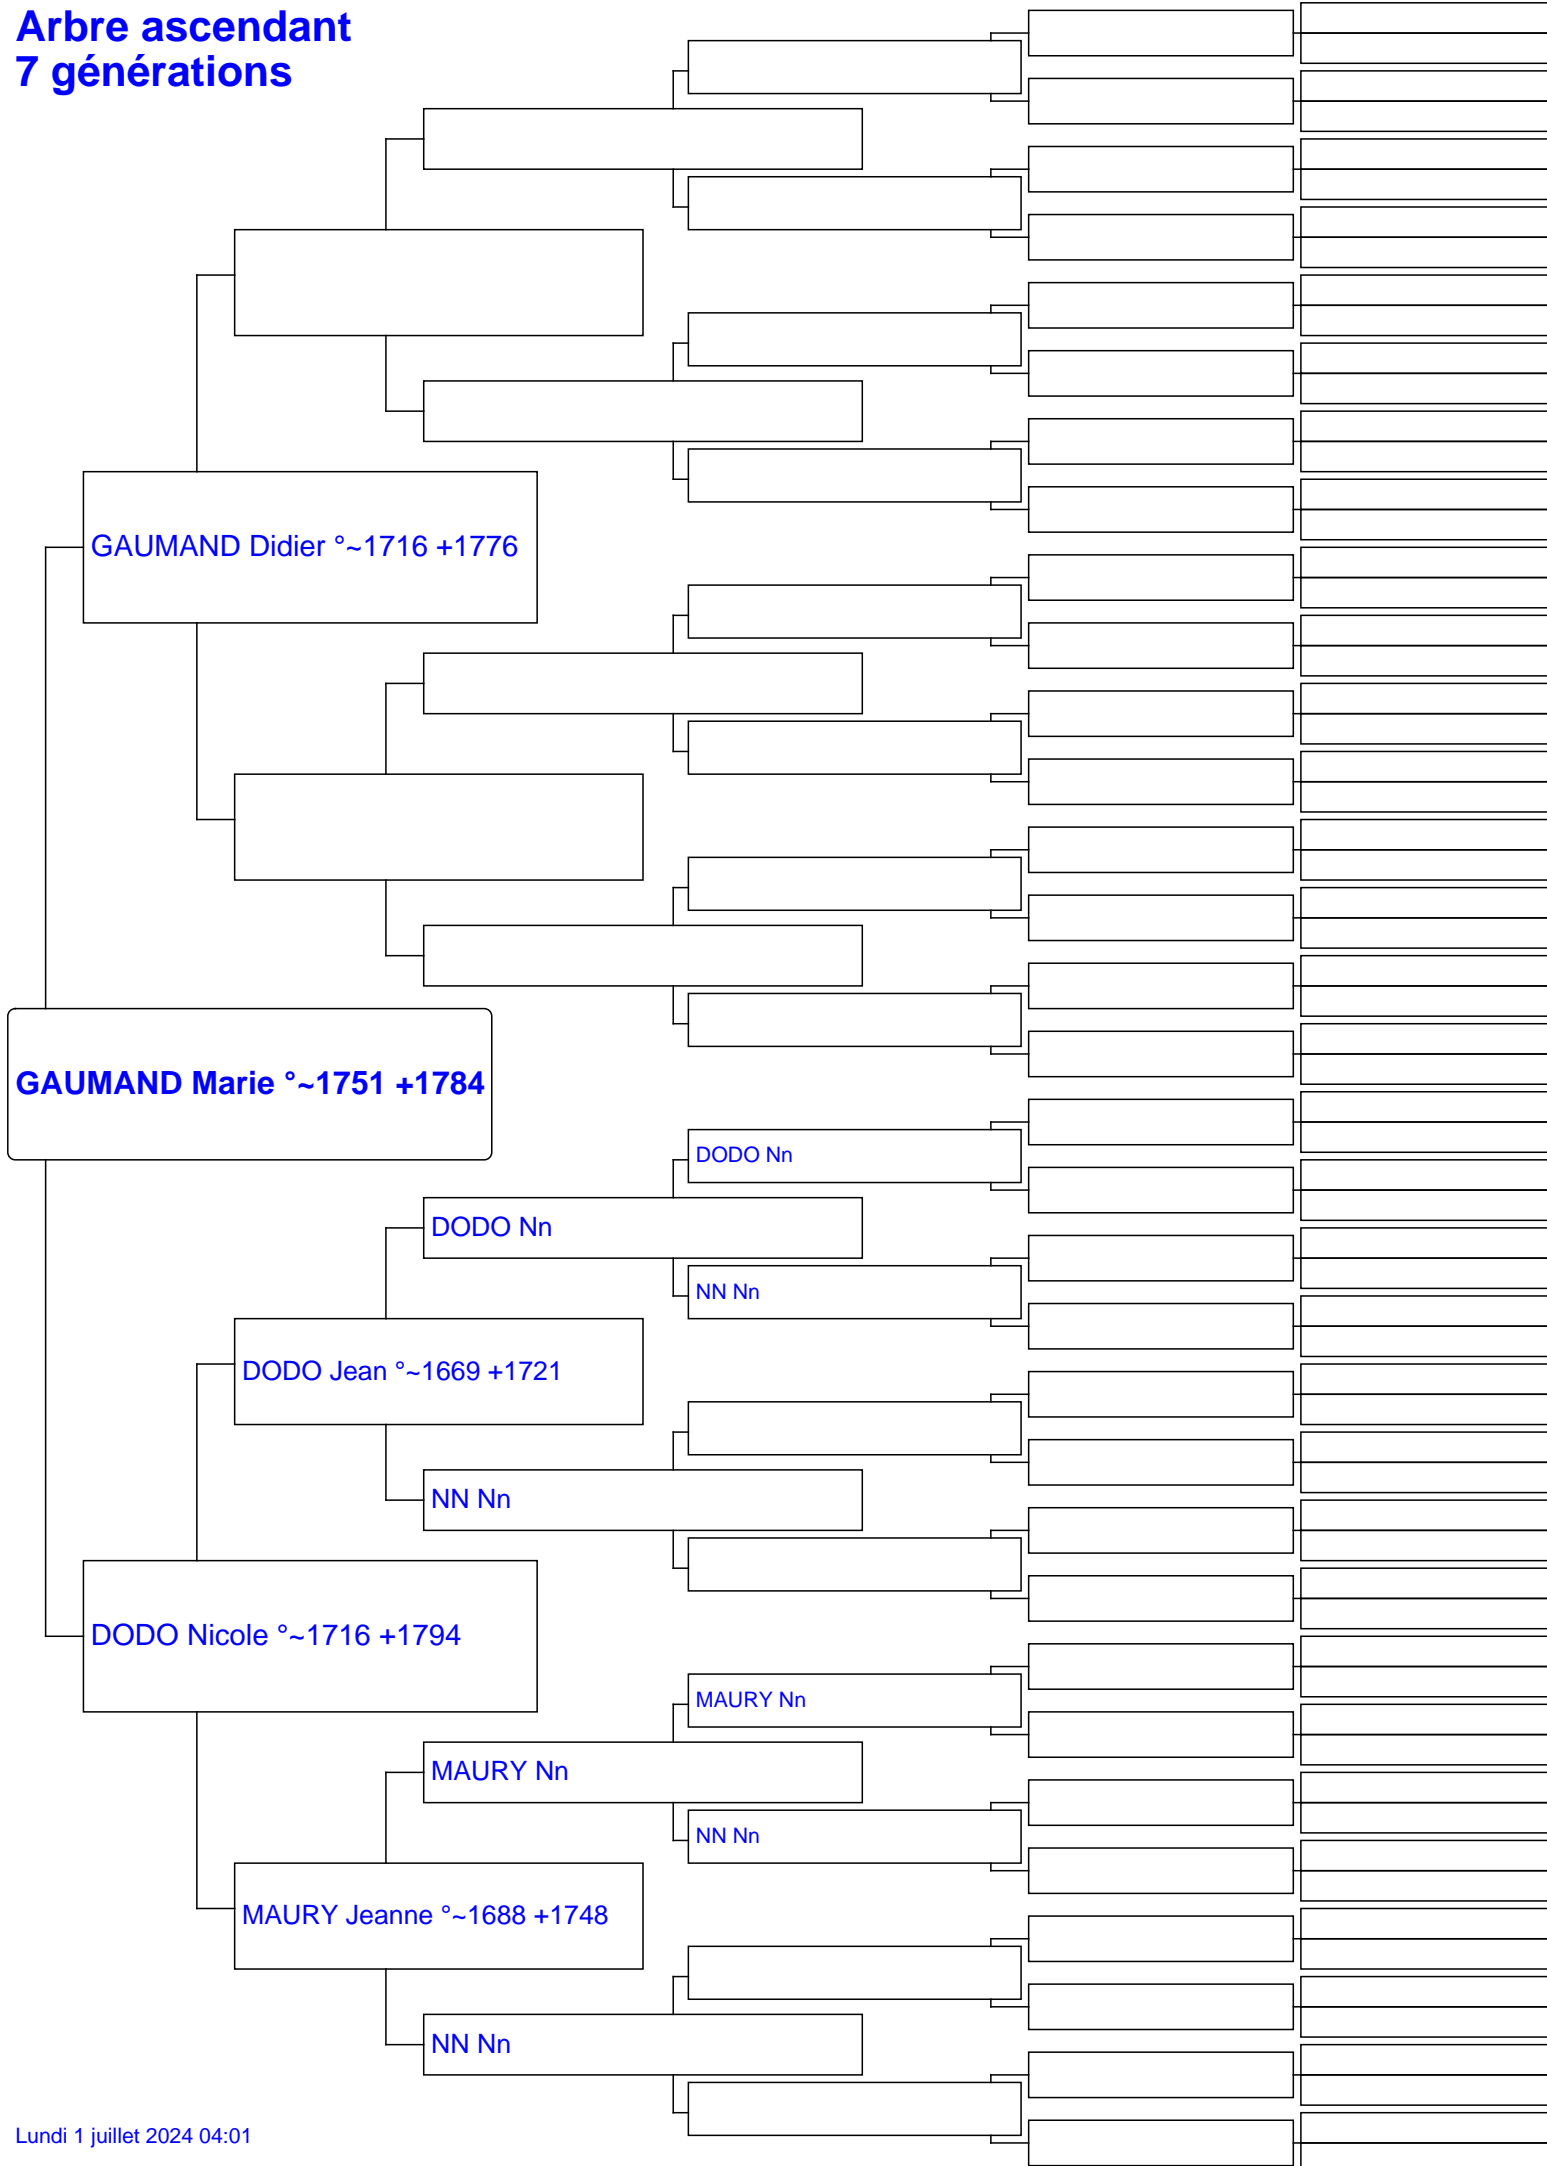 Arbre ascendant
7 générations
GAUMAND Didier °~1716 +1776
GAUMAND Marie °~1751 +1784
DODO Nn
DODO Nn
NN Nn
DODO Jean °~1669 +1721
NN Nn
DODO Nicole °~1716 +1794
MAURY Nn
MAURY Nn
NN Nn
MAURY Jeanne °~1688 +1748
NN Nn
Lundi 1 juillet 2024 04:01